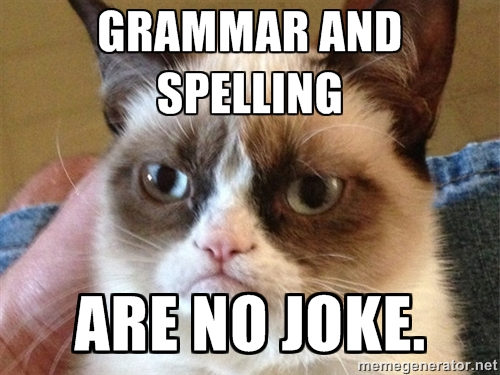 GRAMMAR AND
SPELLING
ARE NO JOKE.
memegenerator.net